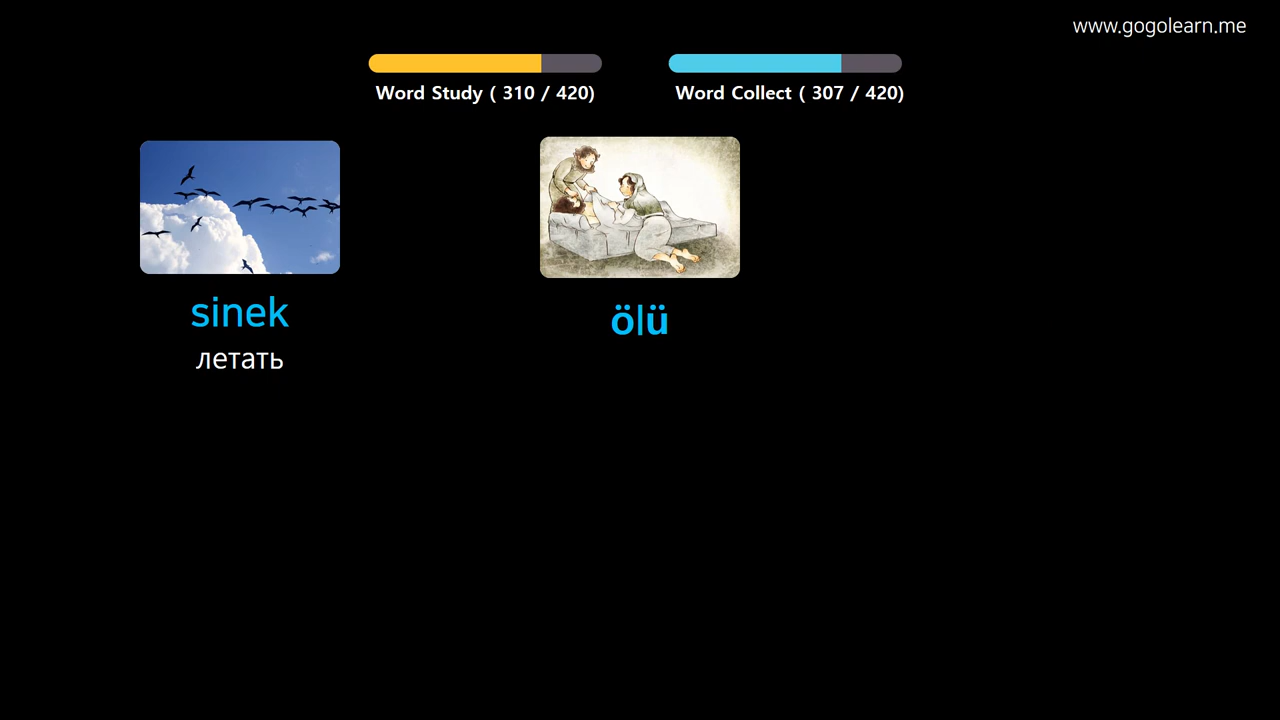 www.gogolearn.me
Word Study ( 310 / 420)
Word Collect ( 307 / 420)
sinek
летать
ölü